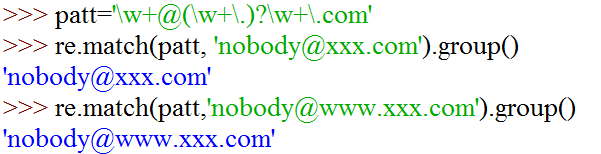 >>> patt='\w+@(\w+\.)?\w+\.com'
>>> re.match(patt, 'nobody@xxx.com').group()
'nobody@xxx.com'
>>> re.match(patt,'nobody@www.xxx.com').group()
'nobody@www.xxx.com'